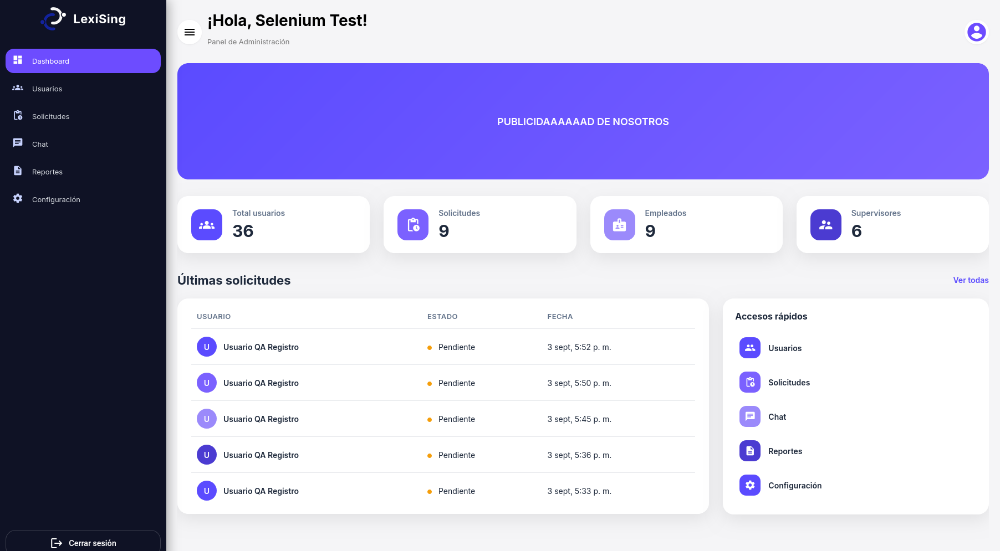 LexiSing
Dashboard
Usuarios
Solicitudes
Chat
Reportes
Configuración
Cerrar sesión
¡Hola, Selenium Test!
Panel de Administración
PUBLICIDAAAAAAD DE NOSOTROS
Total usuarios
36
Solicitudes
9
Empleados
9
Supervisores
6
Últimas solicitudes
Ver todas
USUARIO ESTADO FECHA
U Usuario QA Registro Pendiente 3 sept, 5:52 p. m.
U Usuario QA Registro Pendiente 3 sept, 5:50 p. m.
U Usuario QA Registro Pendiente 3 sept, 5:45 p. m.
U Usuario QA Registro Pendiente 3 sept, 5:36 p. m.
U Usuario QA Registro Pendiente 3 sept, 5:33 p. m.
Accesos rápidos
Usuarios
Solicitudes
Chat
Reportes
Configuración